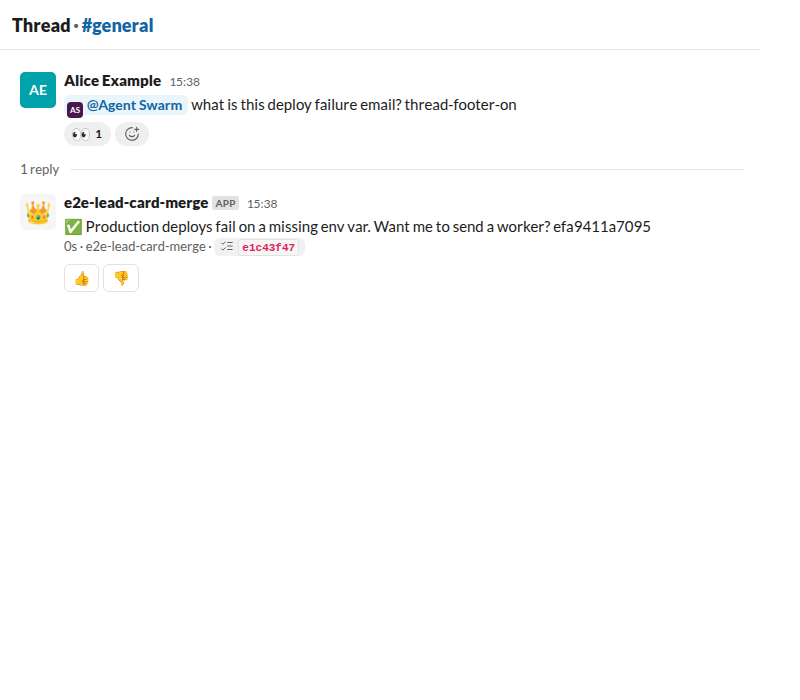 Thread · #general
AE
Alice Example 15:38
AS @Agent Swarm what is this deploy failure email? thread-footer-on
👀 1
1 reply
e2e-lead-card-merge APP 15:38
✅ Production deploys fail on a missing env var. Want me to send a worker? efa9411a7095
0s · e2e-lead-card-merge · e1c43f47
👍 👎